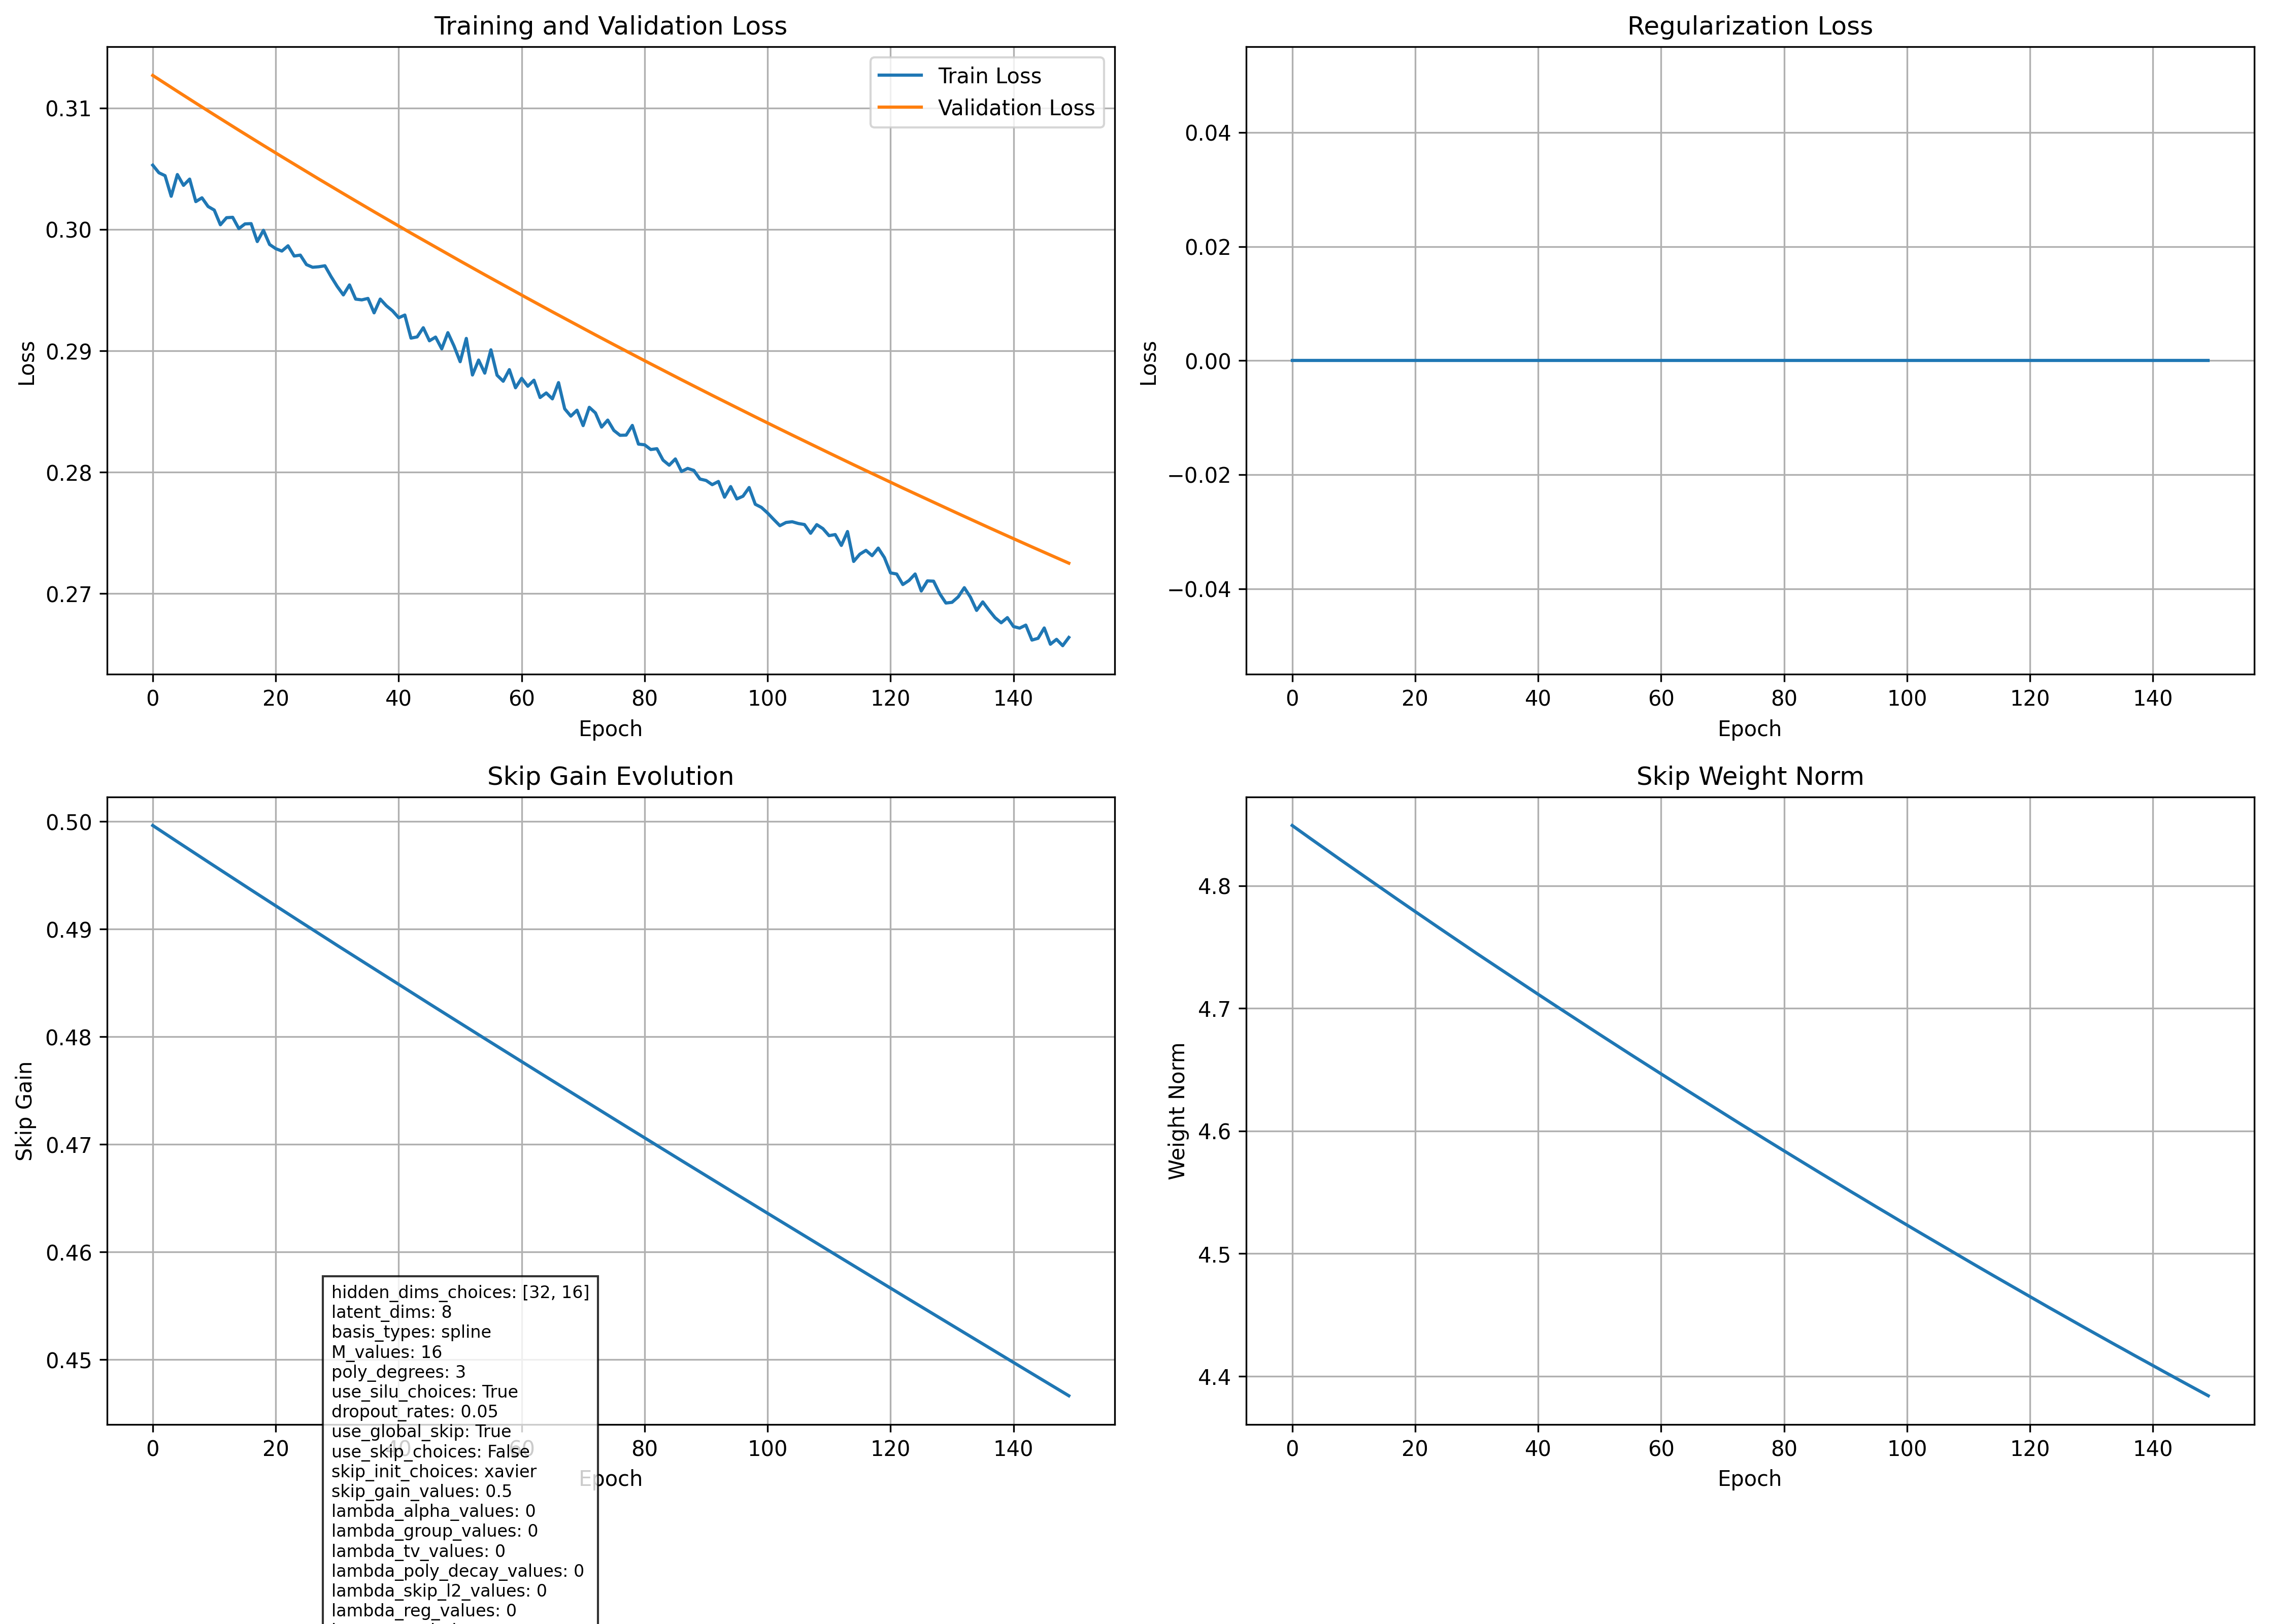 Training and Validation Loss
0.31
0.30
0.29
0.28
0.27
Loss
0 20 40 60 80 100 120 140
Epoch
Train Loss
Validation Loss
Regularization Loss
0.04
0.02
0.00
−0.02
−0.04
Loss
0 20 40 60 80 100 120 140
Epoch
Skip Gain Evolution
0.50
0.49
0.48
0.47
0.46
0.45
Skip Gain
0 20 40 60 80 100 120 140
Epoch
hidden_dims_choices: [32, 16]
latent_dims: 8
basis_types: spline
M_values: 16
poly_degrees: 3
use_silu_choices: True
dropout_rates: 0.05
use_global_skip: True
use_skip_choices: False
skip_init_choices: xavier
skip_gain_values: 0.5
lambda_alpha_values: 0
lambda_group_values: 0
lambda_tv_values: 0
lambda_poly_decay_values: 0
lambda_skip_l2_values: 0
lambda_reg_values: 0
Skip Weight Norm
4.8
4.7
4.6
4.5
4.4
Weight Norm
0 20 40 60 80 100 120 140
Epoch